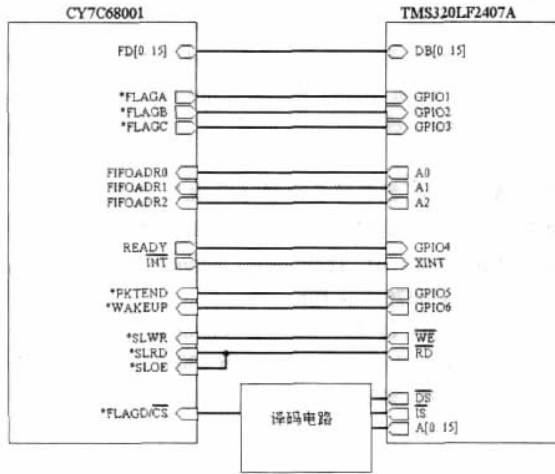 CY7C68001 TMS320LF2407A
FD[0. 15] DB[0. 15]
*FLAGA GPIO1
*FLAGB GPIO2
*FLAGC GPIO3
FIFOADR0 A0
FIFOADR1 A1
FIFOADR2 A2
READY GPIO4
INT XINT
*PKTEND GPIO5
*WAKEUP GPIO6
*SLWR WE
*SLRD RD
*SLOE
DS
*FLAGD/CS 译码电路 IS
A[0. 15]